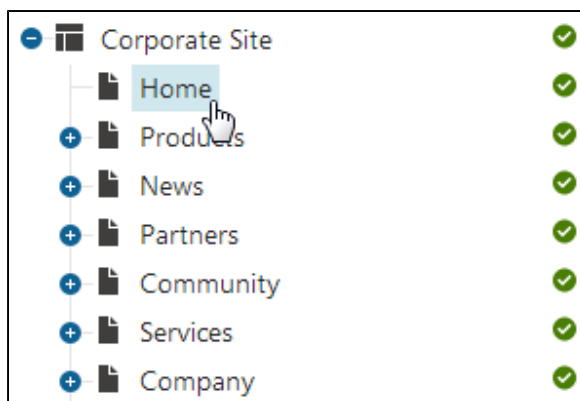 Corporate Site
Home
Products
News
Partners
Community
Services
Company